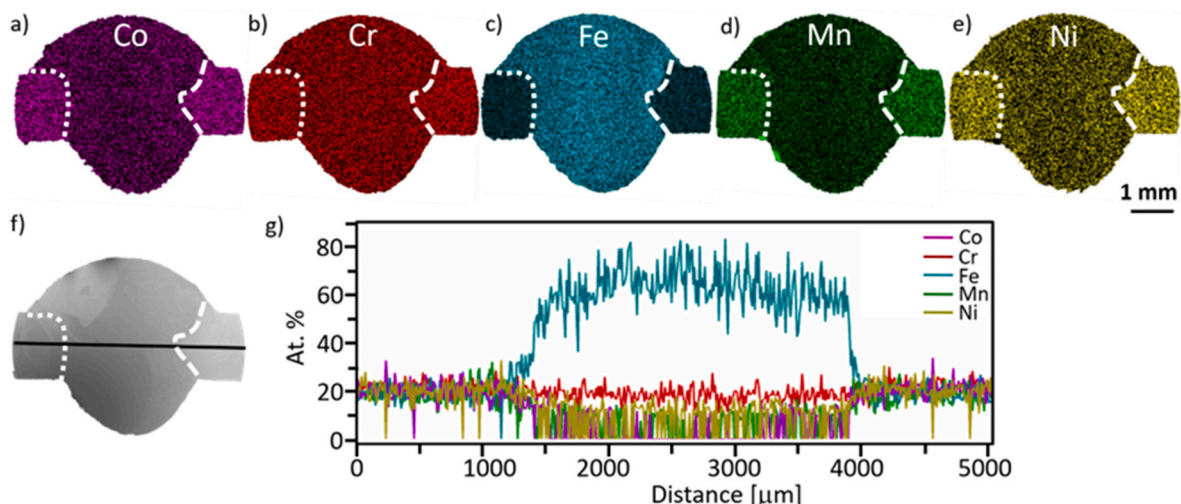 a) Co
b) Cr
c) Fe
d) Mn
e) Ni
1 mm
f)
g)
Co
Cr
Fe
Mn
Ni
At. %
80
60
40
20
0
0 1000 2000 3000 4000 5000
Distance [µm]